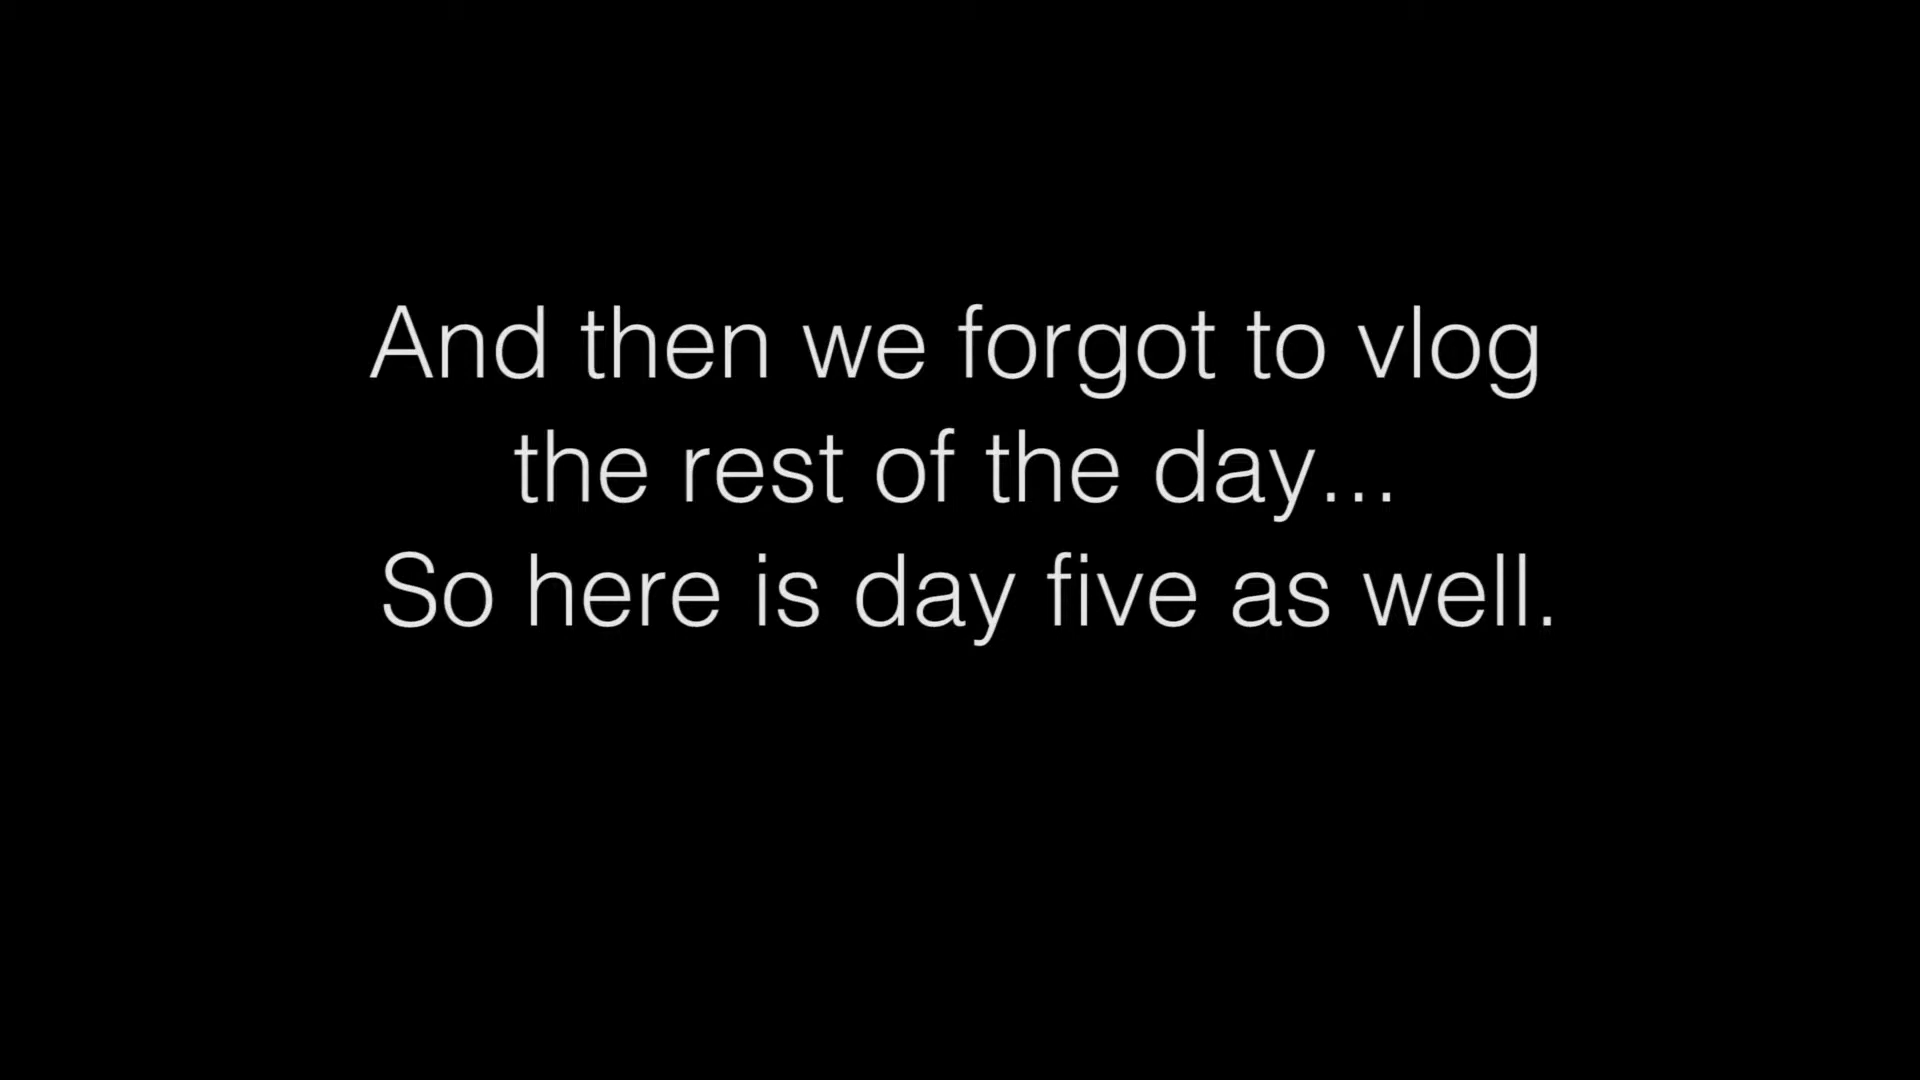 And then we forgot to vlog
the rest of the day...
So here is day five as well.